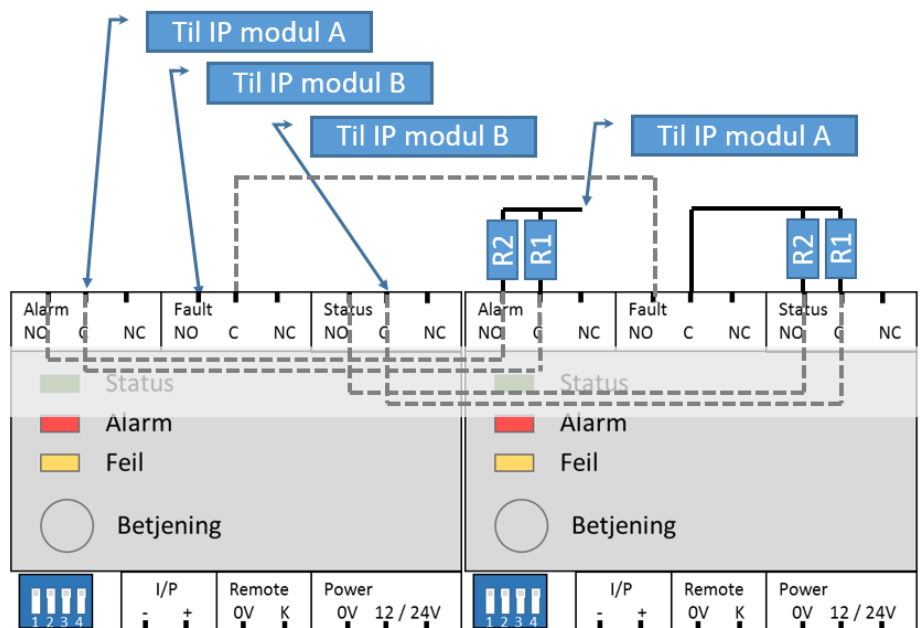 Til IP modul A
Til IP modul B
Til IP modul B
Til IP modul A
R2 R1
R2 R1
Alarm Fault Status Alarm Fault Status
NO C NC NO C NC NO C NC NO C NC NO C NC NO C NC
Status Status
Alarm Alarm
Feil Feil
Betjening Betjening
I/P Remote Power I/P Remote Power
- + 0V K 0V 12 / 24V - + 0V K 0V 12 / 24V
1 2 3 4 1 2 3 4